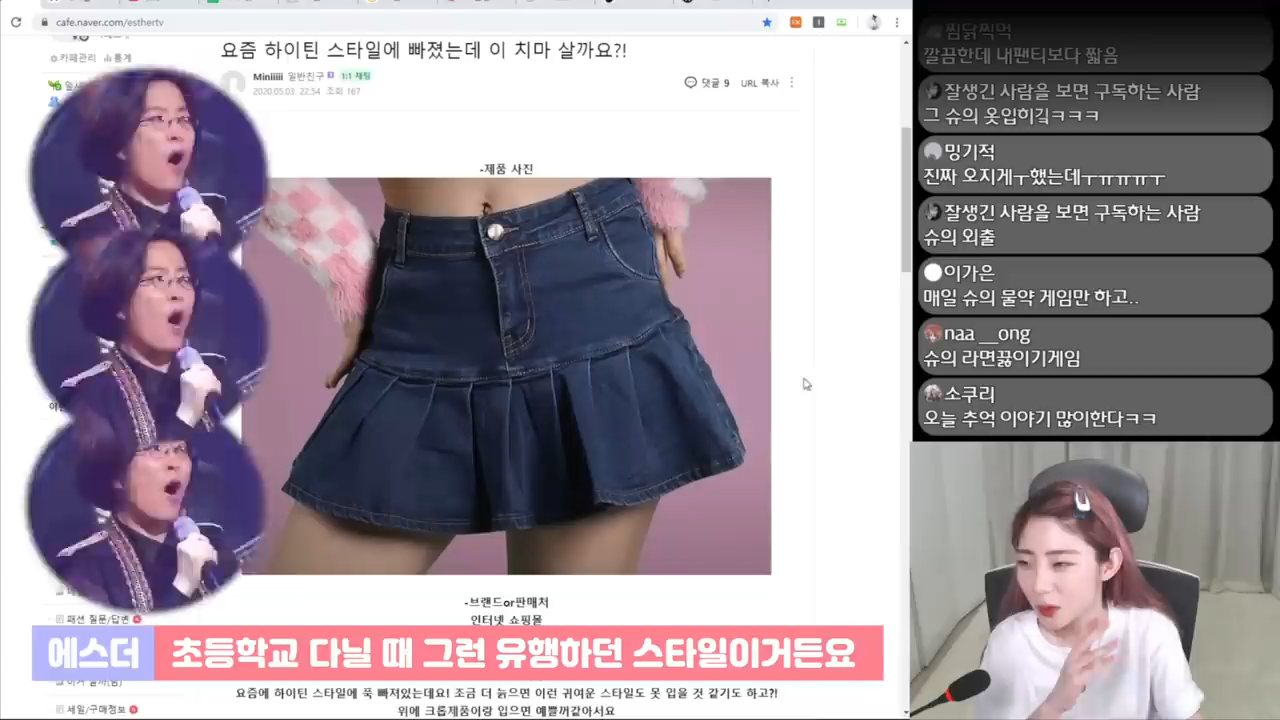 cafe.naver.com/esthertv
카페관리 통계
요즘 하이틴 스타일에 빠졌는데 이 치마 살까요?!
Miniiiii 일반친구 1:1 채팅
2020.05.03. 22:54 조회 167
댓글 9 URL 복사
-제품 사진
-브랜드or판매처
인터넷 쇼핑몰
패션 질문/답변
에스더 초등학교 다닐 때 그런 유행하던 스타일이거든요
요즘에 하이틴 스타일에 푹 빠져있는데요! 조금 더 늙으면 이런 귀여운 스타일도 못 입을 것 같기도 하고?!
세일/구매정보
위에 크롭제품이랑 입으면 예쁠꺼같아서요
찜닭찍먹
깔끔한데 내팬티보다 짧음
잘생긴 사람을 보면 구독하는 사람
그 슈의 옷입히깈ㅋㅋㅋ
밍기적
진짜 오지게ㅜ했는데ㅜㅠㅠㅠㅜ
잘생긴 사람을 보면 구독하는 사람
슈의 외출
이가은
매일 슈의 물약 게임만 하고..
naa __ong
슈의 라면끓이기게임
소쿠리
오늘 추억 이야기 많이한다ㅋㅋ